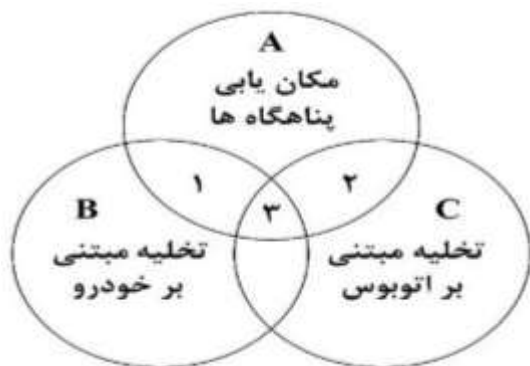 A
مکان یابی
پناهگاه ها
۱
۲
۳
B
تخلیه مبتنی
بر خودرو
C
تخلیه مبتنی
بر اتوبوس